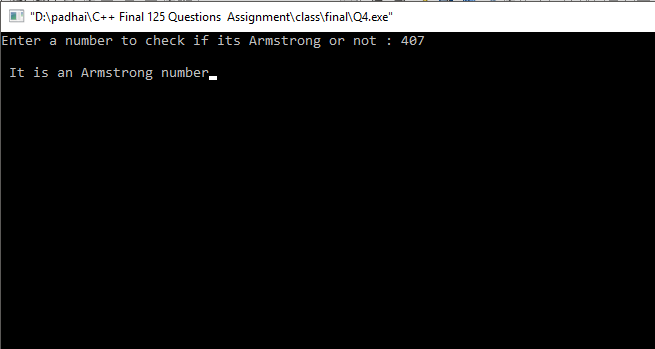 "D:\padhai\C++ Final 125 Questions  Assignment\class\final\Q4.exe"
Enter a number to check if its Armstrong or not : 407
It is an Armstrong number